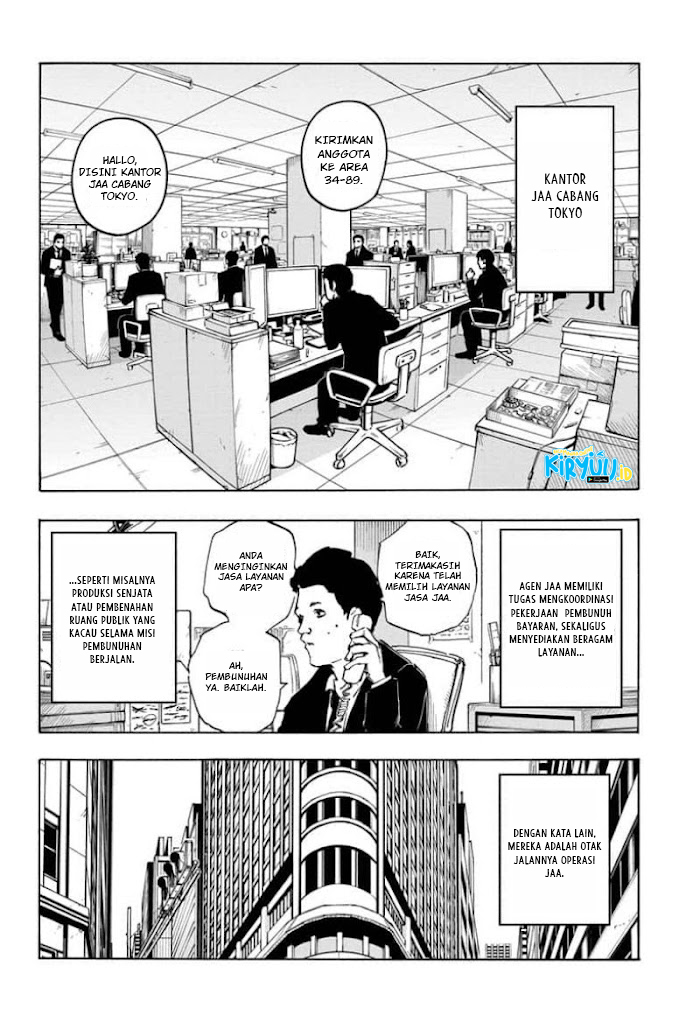 KANTOR
JAA CABANG
TOKYO
KIRIMKAN
ANGGOTA
KE AREA
34-89.
HALLO,
DISINI KANTOR
JAA CABANG
TOKYO.
KIRYUU.ID
AGEN JAA MEMILIKI
TUGAS MENGKOORDINASI
PEKERJAAN PEMBUNUH
BAYARAN, SEKALIGUS
MENYEDIAKAN BERAGAM
LAYANAN...
BAIK,
TERIMAKASIH
KARENA TELAH
MEMILIH LAYANAN
JASA JAA.
ANDA
MENGINGINKAN
JASA LAYANAN
APA?
AH,
PEMBUNUHAN
YA. BAIKLAH.
...SEPERTI MISALNYA
PRODUKSI SENJATA
ATAU PEMBENAHAN
RUANG PUBLIK YANG
KACAU SELAMA MISI
PEMBUNUHAN
BERJALAN.
DENGAN KATA LAIN,
MEREKA ADALAH OTAK
JALANNYA OPERASI
JAA.